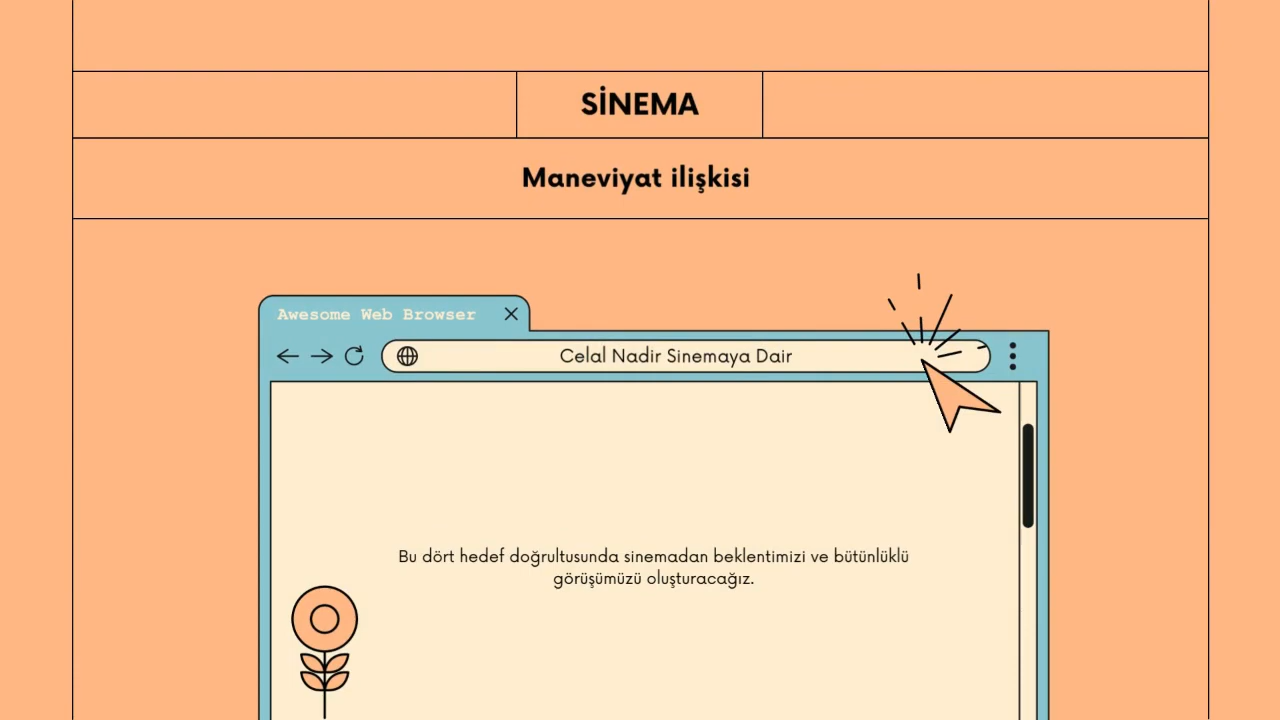 SİNEMA
Maneviyat ilişkisi
Awesome Web Browser
Celal Nadir Sinemaya Dair
Bu dört hedef doğrultusunda sinemadan beklentimizi ve bütünlüklü
görüşümüzü oluşturacağız.